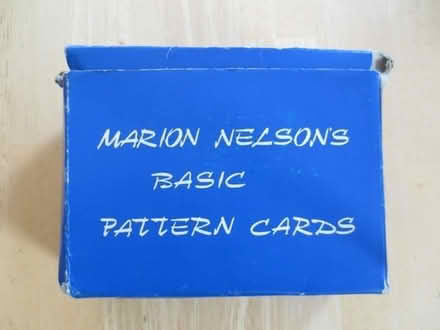 MARION NELSON'S
BASIC
PATTERN CARDS